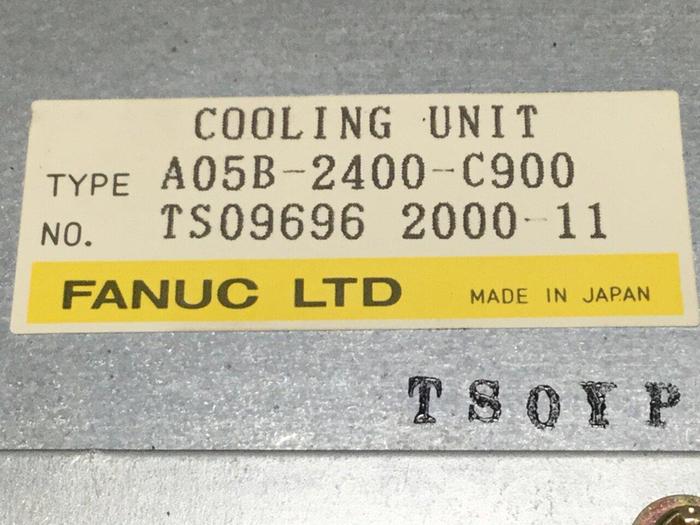 COOLING UNIT
TYPE A05B-2400-C900
NO. TS09696 2000-11
FANUC LTD MADE IN JAPAN
TSOYP